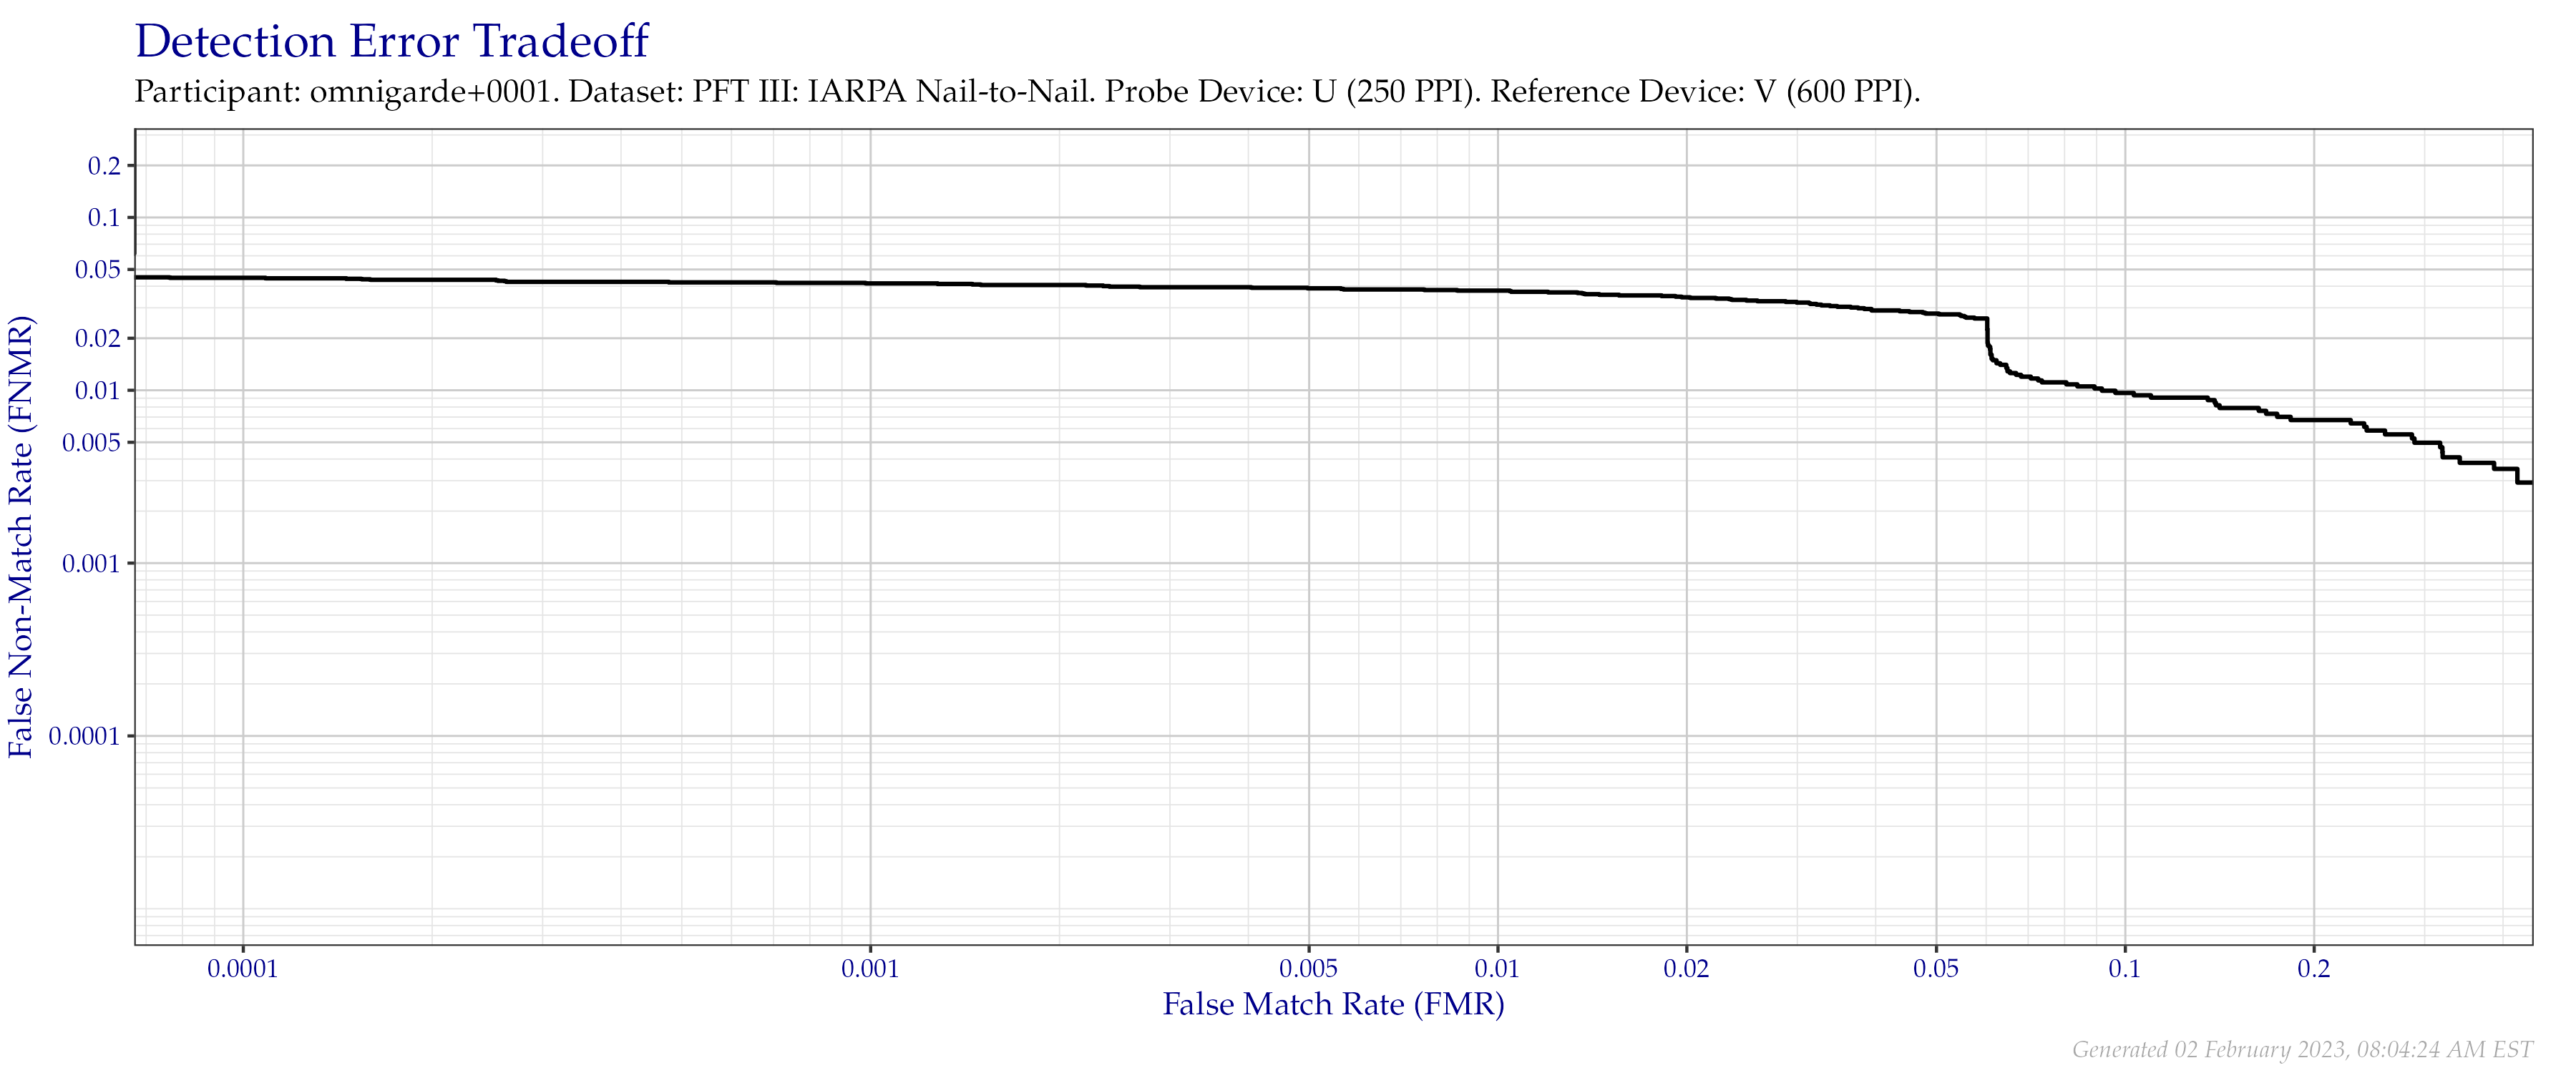 Detection Error Tradeoff
Participant: omnigarde+0001. Dataset: PFT III: IARPA Nail-to-Nail. Probe Device: U (250 PPI). Reference Device: V (600 PPI).
False Non-Match Rate (FNMR)
0.2
0.1
0.05
0.02
0.01
0.005
0.001
0.0001
0.0001 0.001 0.005 0.01 0.02 0.05 0.1 0.2
False Match Rate (FMR)
Generated 02 February 2023, 08:04:24 AM EST